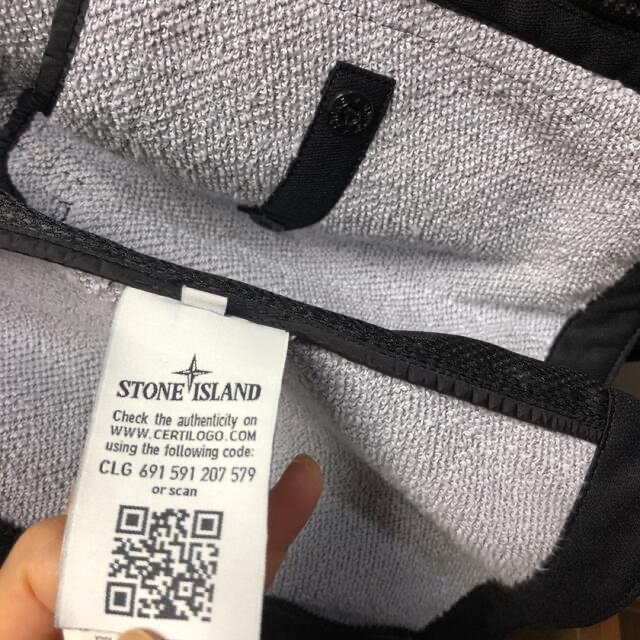 STONE ISLAND
Check the authenticity on
WWW.CERTILOGO.COM
using the following code:
CLG 691 591 207 579
or scan